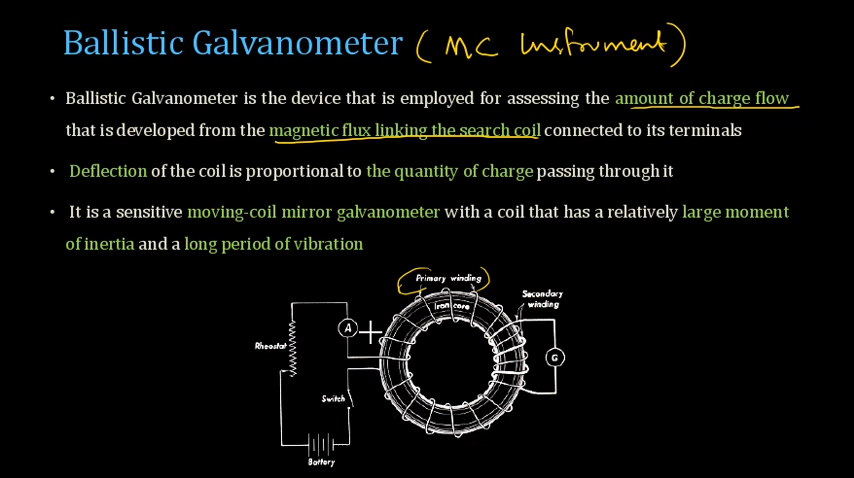 Ballistic Galvanometer (MC Instrument)
• Ballistic Galvanometer is the device that is employed for assessing the amount of charge flow
that is developed from the magnetic flux linking the search coil connected to its terminals
• Deflection of the coil is proportional to the quantity of charge passing through it
• It is a sensitive moving-coil mirror galvanometer with a coil that has a relatively large moment
of inertia and a long period of vibration
Primary winding
Secondary
winding
Iron core
A
Rheostat
G
Switch
Battery